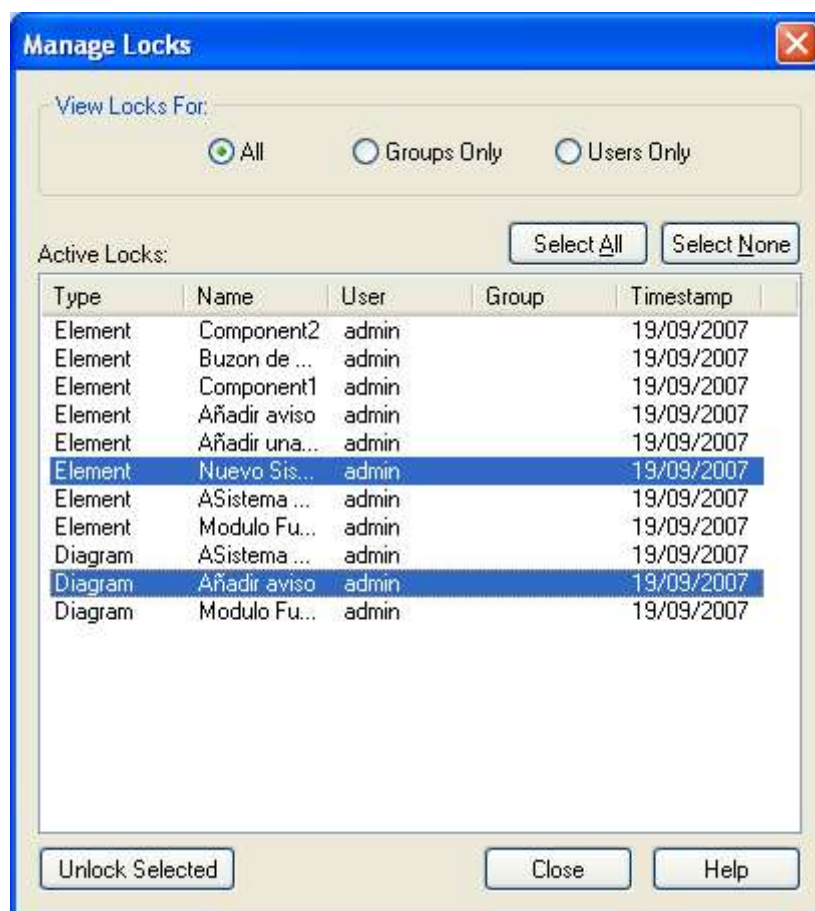 Manage Locks
View Locks For:
All Groups Only Users Only
Active Locks: Select All Select None
Type Name User Group Timestamp
Element Component2 admin 19/09/2007
Element Buzon de ... admin 19/09/2007
Element Component1 admin 19/09/2007
Element Añadir aviso admin 19/09/2007
Element Añadir una... admin 19/09/2007
Element Nuevo Sis... admin 19/09/2007
Element ASistema ... admin 19/09/2007
Element Modulo Fu... admin 19/09/2007
Diagram ASistema ... admin 19/09/2007
Diagram Añadir aviso admin 19/09/2007
Diagram Modulo Fu... admin 19/09/2007
Unlock Selected Close Help